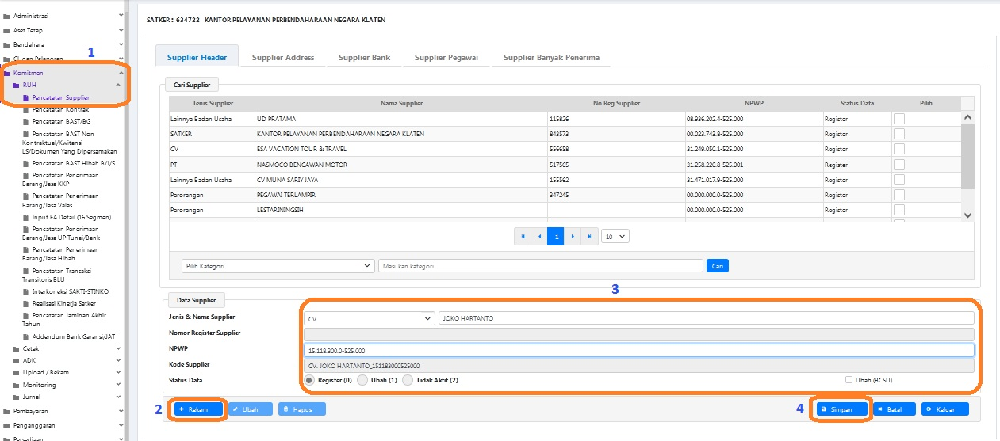 Administrasi
Aset Tetap
Bendahara
1
GL dan Pelaporan
Komitmen
RUH
Pencatatan Supplier
Pencatatan Kontrak
Pencatatan BAST/BG
Pencatatan BAST Non
Kontraktual/Kwitansi
LS/Dokumen Yang Dipersamakan
Pencatatan BAST Hibah B/J/S
Pencatatan Penerimaan
Barang/Jasa KKP
Pencatatan Penerimaan
Barang/Jasa Valas
Input FA Detail (16 Segmen)
Pencatatan Penerimaan
Barang/Jasa UP Tunai/Bank
Pencatatan Penerimaan
Barang/Jasa Hibah
Pencatatan Transaksi
Transitoris BLU
Interkoneksi SAKTI-STINKO
Realisasi Kinerja Satker
Pencatatan Jaminan Akhir
Tahun
Addendum Bank Garansi/JAT
Cetak
ADK
Upload / Rekam
Monitoring
Jurnal
Pembayaran
Penganggaran
Persediaan
SATKER : 634722 KANTOR PELAYANAN PERBENDAHARAAN NEGARA KLATEN
Supplier Header Supplier Address Supplier Bank Supplier Pegawai Supplier Banyak Penerima
Cari Supplier
Jenis Supplier Nama Supplier No Reg Supplier NPWP Status Data Pilih
Lainnya Badan Usaha UD PRATAMA 115826 08.936.202.4-525.000 Register
SATKER KANTOR PELAYANAN PERBENDAHARAAN NEGARA KLATEN 843573 00.023.743.8-525.000 Register
CV ESA VACATION TOUR & TRAVEL 556658 31.249.050.1-525.000 Register
PT NASMOCO BENGAWAN MOTOR 517565 31.258.220.8-525.001 Register
Lainnya Badan Usaha CV MUNA SARIY JAYA 155562 31.471.017.9-525.000 Register
Perorangan PEGAWAI TERLAMPIR 347245 00.000.000.0-525.000 Register
Perorangan LESTARININGSIH 00.000.000.0-525.000 Register
1 10
Pilih Kategori Masukan kategori Cari
3
Data Supplier
Jenis & Nama Supplier CV JOKO HARTANTO
Nomor Register Supplier
NPWP 15.118.300.0-525.000
Kode Supplier CV. JOKO HARTANTO_151183000525000
Status Data Register (0) Ubah (1) Tidak Aktif (2) Ubah (BCSU)
2 Rekam Ubah Hapus 4 Simpan Batal Keluar